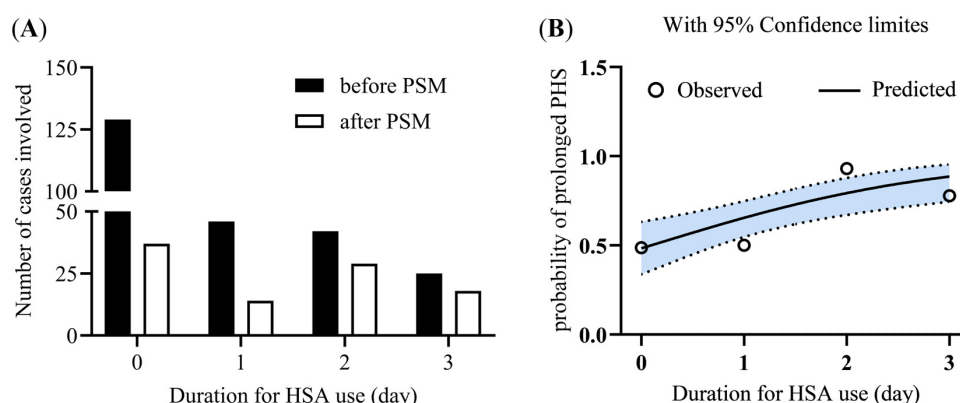 (A)
150
125
100
50
25
0
Number of cases involved
before PSM
after PSM
0 1 2 3
Duration for HSA use (day)
(B)
With 95% Confidence limites
1.5
1.0
0.5
0.0
probability of prolonged PHS
Observed
Predicted
0 1 2 3
Duration for HSA use (day)